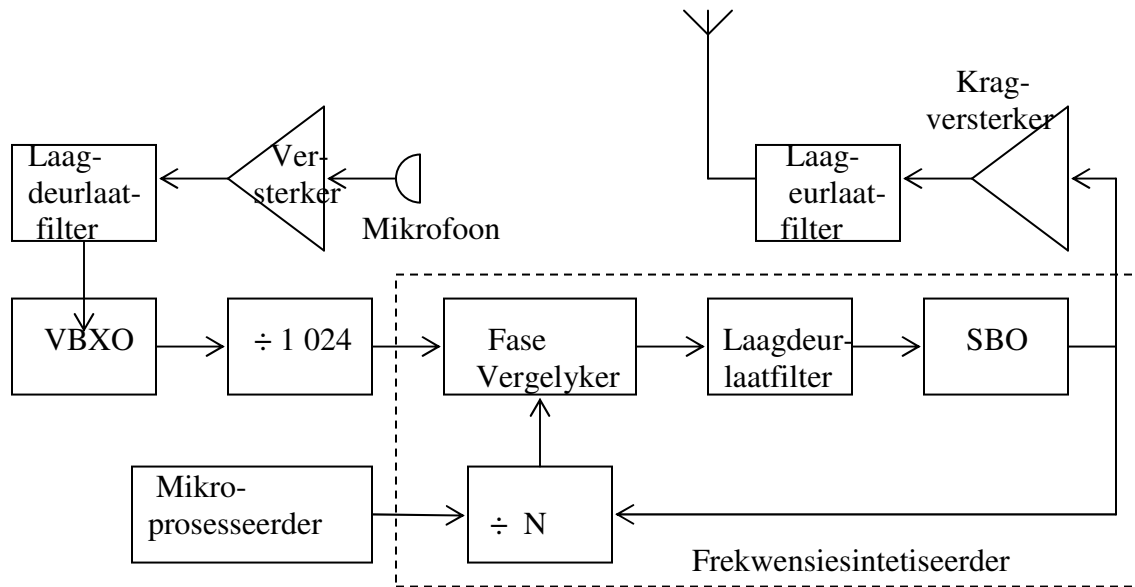 Krag-
versterker
Laag-
deurlaat-
filter
Ver-
sterker
Mikrofoon
Laag-
eurlaat-
filter
VBXO
÷ 1 024
Fase
Vergelyker
Laagdeur-
laatfilter
SBO
Mikro-
prosesseerder
÷ N
Frekwensiesintetiseerder